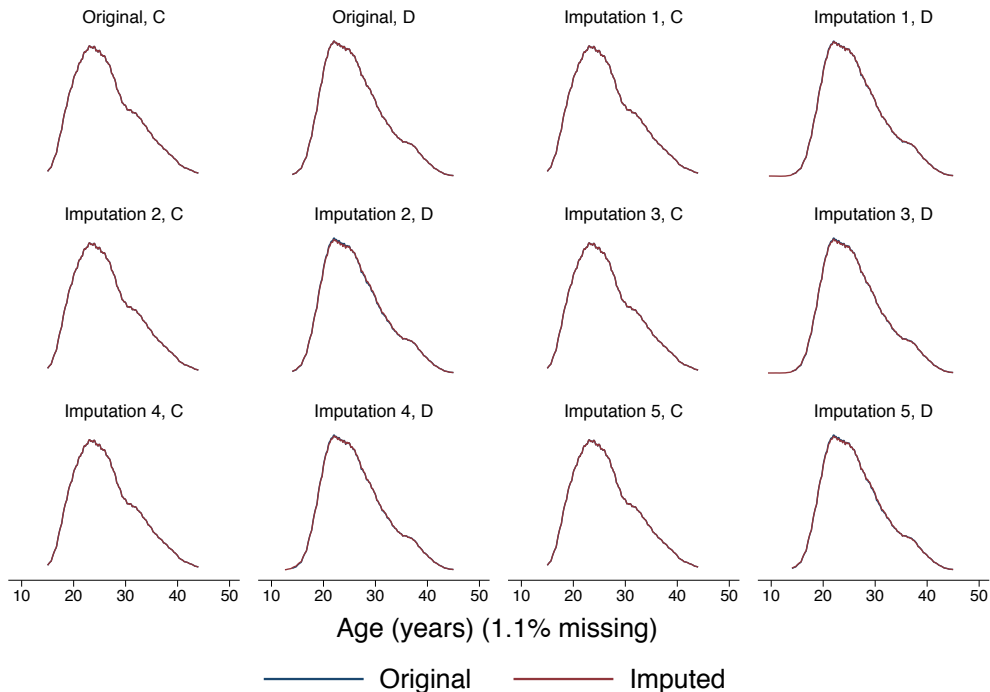 Original, C
Original, D
Imputation 1, C
Imputation 1, D
Imputation 2, C
Imputation 2, D
Imputation 3, C
Imputation 3, D
Imputation 4, C
Imputation 4, D
Imputation 5, C
Imputation 5, D
10 20 30 40 50
10 20 30 40 50
10 20 30 40 50
10 20 30 40 50
Age (years) (1.1% missing)
Original
Imputed